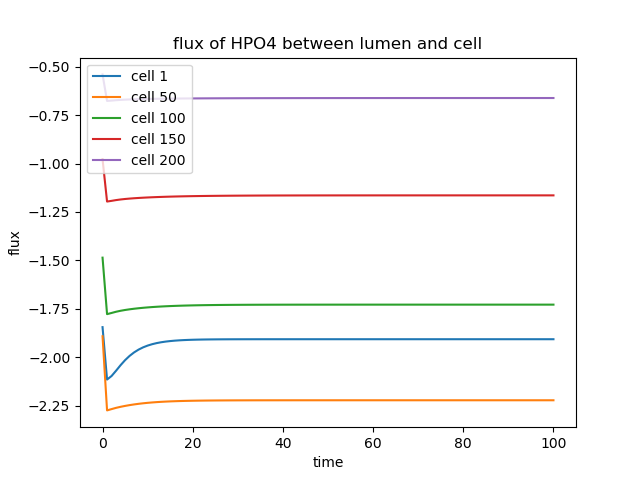 flux of HPO4 between lumen and cell
cell 1
cell 50
cell 100
cell 150
cell 200
−0.50
−0.75
−1.00
−1.25
−1.50
−1.75
−2.00
−2.25
flux
0 20 40 60 80 100
time